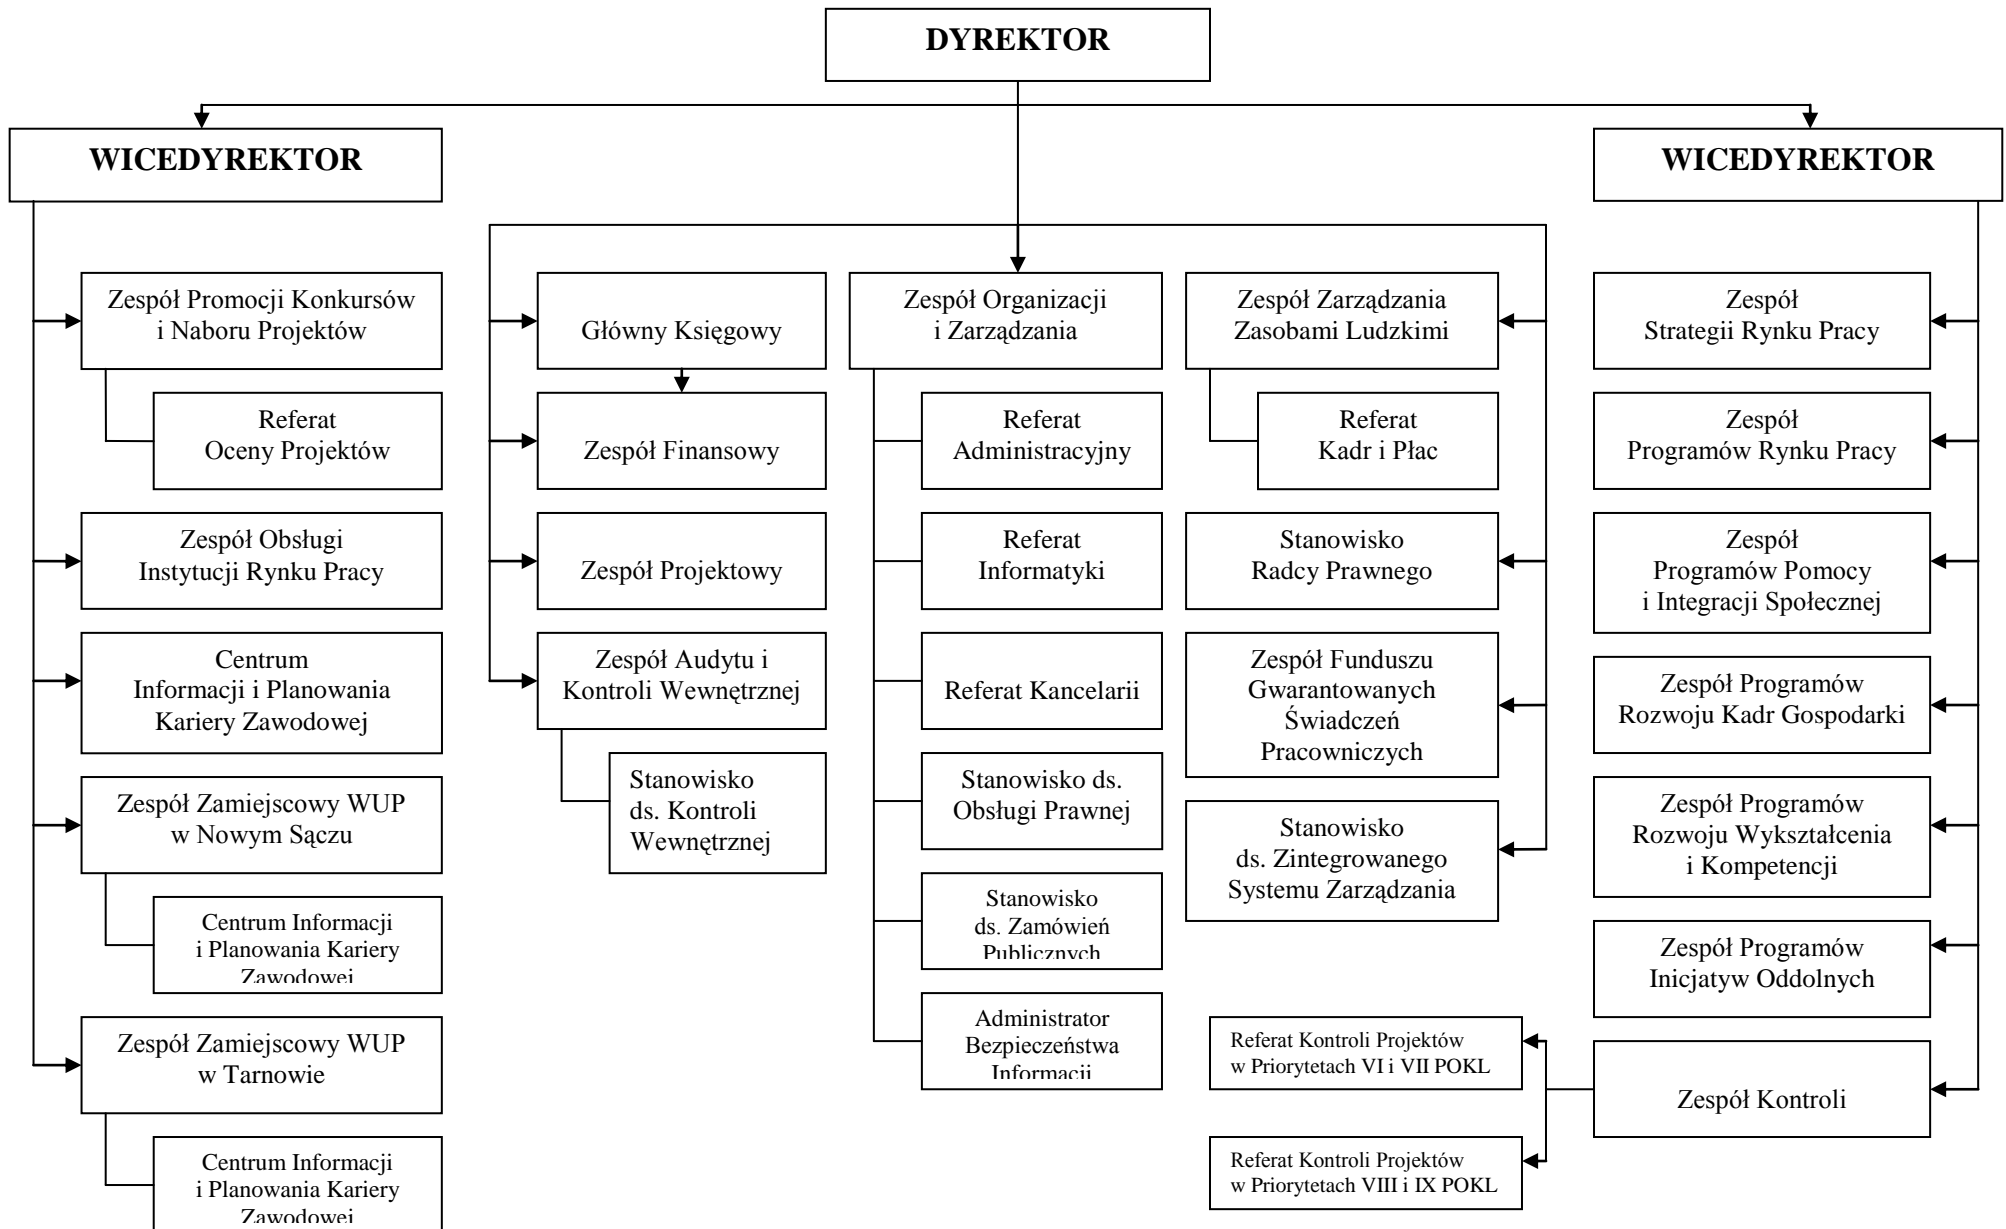 DYREKTOR
WICEDYREKTOR
Zespół Promocji Konkursów
i Naboru Projektów
Referat
Oceny Projektów
Zespół Obsługi
Instytucji Rynku Pracy
Centrum
Informacji i Planowania
Kariery Zawodowej
Zespół Zamiejscowy WUP
w Nowym Sączu
Centrum Informacji
i Planowania Kariery
Zawodowej
Zespół Zamiejscowy WUP
w Tarnowie
Centrum Informacji
i Planowania Kariery
Zawodowej
Główny Księgowy
Zespół Finansowy
Zespół Projektowy
Zespół Audytu i
Kontroli Wewnętrznej
Stanowisko
ds. Kontroli
Wewnętrznej
Zespół Organizacji
i Zarządzania
Referat
Administracyjny
Referat
Informatyki
Referat Kancelarii
Stanowisko ds.
Obsługi Prawnej
Stanowisko
ds. Zamówień
Publicznych
Administrator
Bezpieczeństwa
Informacji
Zespół Zarządzania
Zasobami Ludzkimi
Referat
Kadr i Płac
Stanowisko
Radcy Prawnego
Zespół Funduszu
Gwarantowanych
Świadczeń
Pracowniczych
Stanowisko
ds. Zintegrowanego
Systemu Zarządzania
WICEDYREKTOR
Zespół
Strategii Rynku Pracy
Zespół
Programów Rynku Pracy
Zespół
Programów Pomocy
i Integracji Społecznej
Zespół Programów
Rozwoju Kadr Gospodarki
Zespół Programów
Rozwoju Wykształcenia
i Kompetencji
Zespół Programów
Inicjatyw Oddolnych
Zespół Kontroli
Referat Kontroli Projektów
w Priorytetach VI i VII POKL
Referat Kontroli Projektów
w Priorytetach VIII i IX POKL